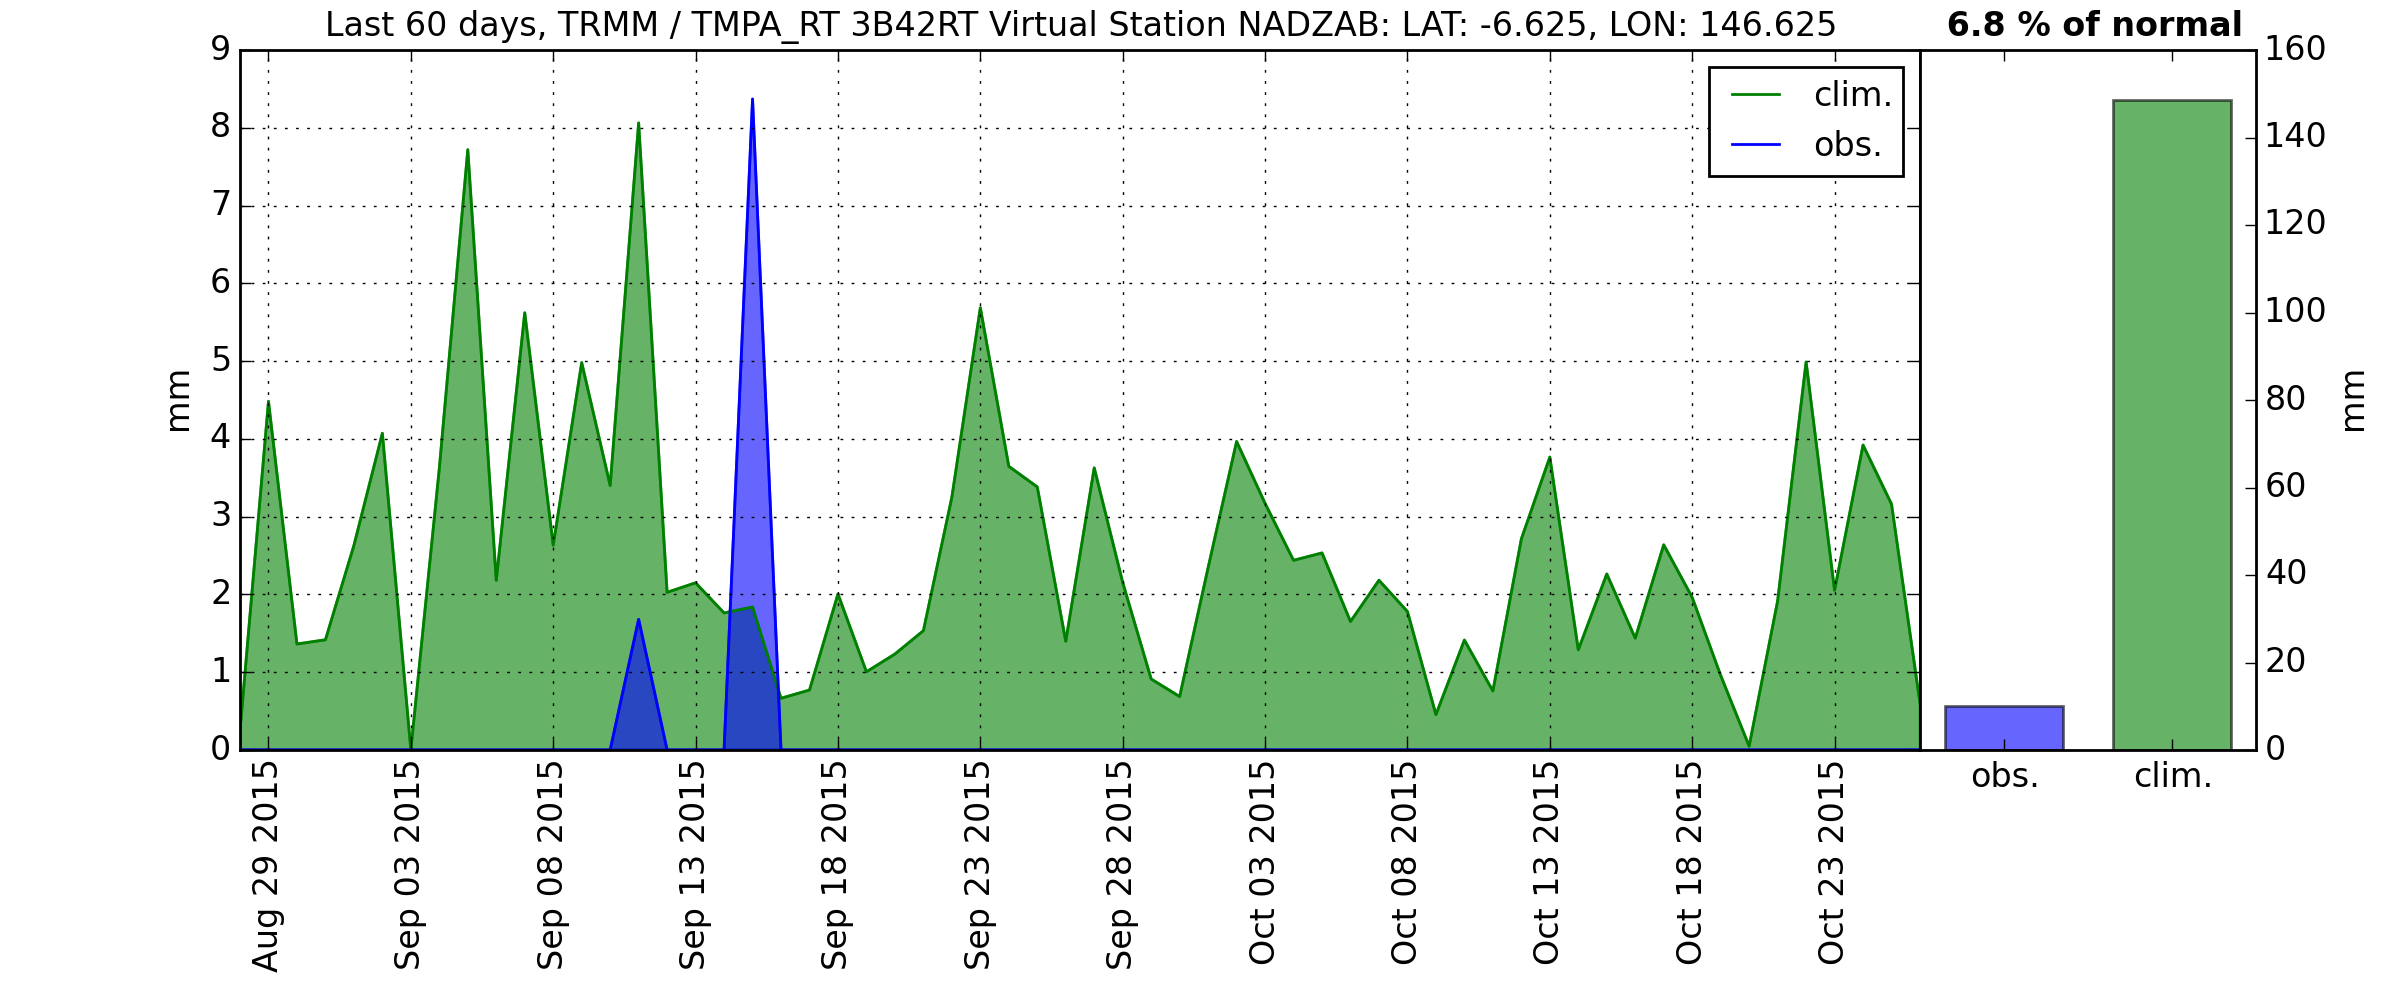 Last 60 days, TRMM / TMPA_RT 3B42RT Virtual Station NADZAB: LAT: -6.625, LON: 146.625
6.8 % of normal
9
8
7
6
5
4
3
2
1
0
mm
clim.
obs.
Aug 29 2015
Sep 03 2015
Sep 08 2015
Sep 13 2015
Sep 18 2015
Sep 23 2015
Sep 28 2015
Oct 03 2015
Oct 08 2015
Oct 13 2015
Oct 18 2015
Oct 23 2015
160
140
120
100
80
60
40
20
0
mm
obs.
clim.